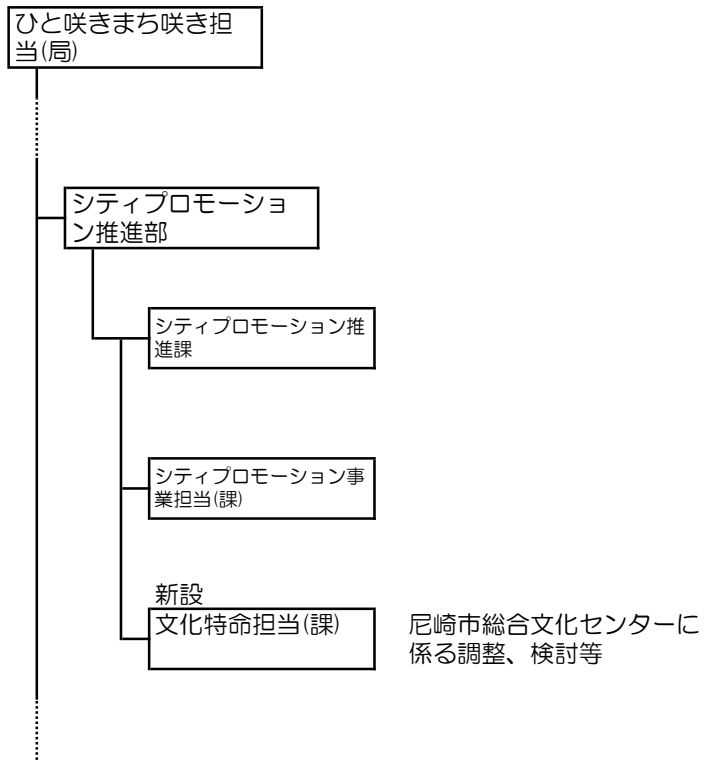 ひと咲きまち咲き担
当(局)
シティプロモーショ
ン推進部
シティプロモーション推
進課
シティプロモーション事
業担当(課)
新設
文化特命担当(課)
尼崎市総合文化センターに
係る調整、検討等